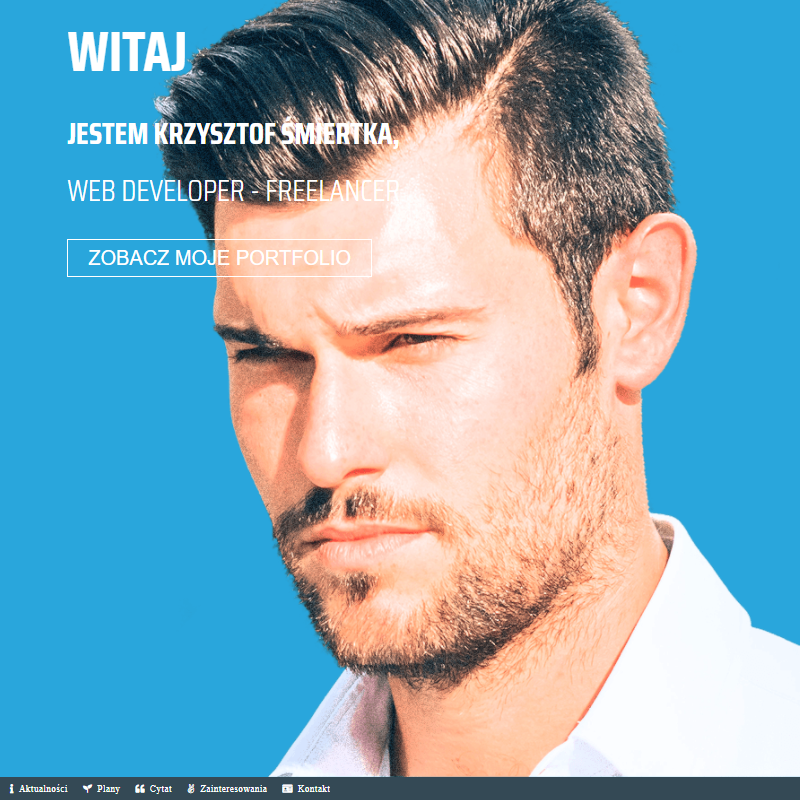 WITAJ
JESTEM KRZYSZTOF ŚMIERTKA,
WEB DEVELOPER - FREELANCER
ZOBACZ MOJE PORTFOLIO
Aktualności Plany Cytat Zainteresowania Kontakt